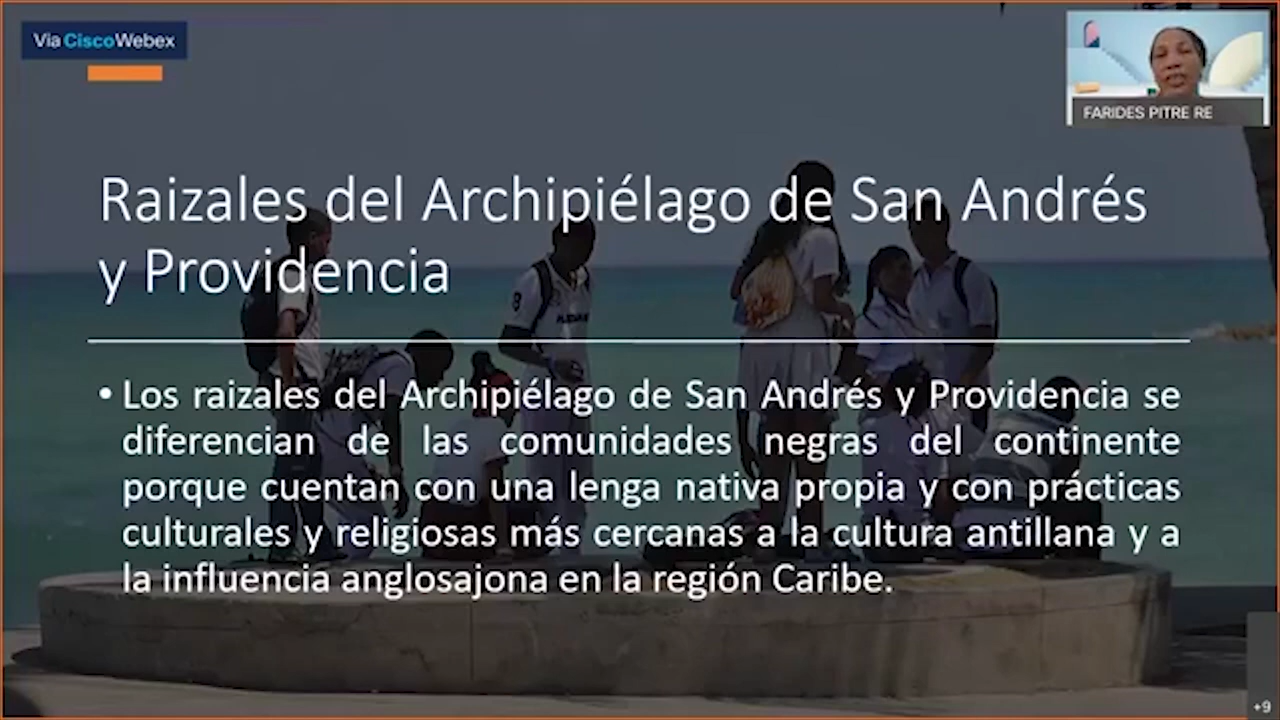 Via CiscoWebex
FARIDES PITRE RE
Raizales del Archipiélago de San Andrés
y Providencia
• Los raizales del Archipiélago de San Andrés y Providencia se
diferencian de las comunidades negras del continente
porque cuentan con una lenga nativa propia y con prácticas
culturales y religiosas más cercanas a la cultura antillana y a
la influencia anglosajona en la región Caribe.
+9